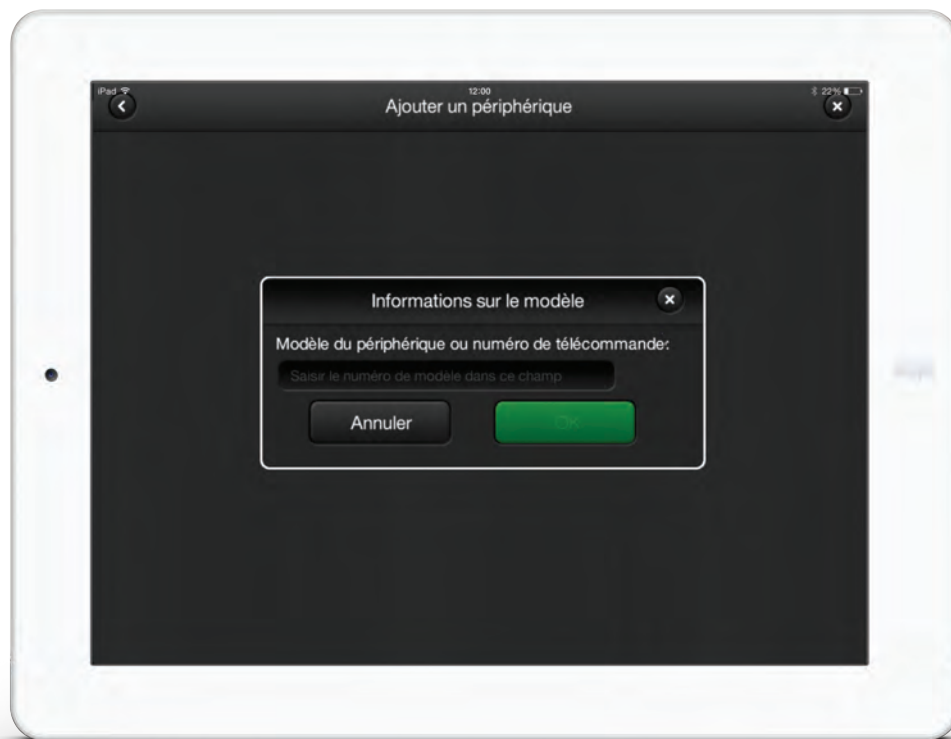 iPad
12:00
22%
Ajouter un périphérique
Informations sur le modèle
Modèle du périphérique ou numéro de télécommande:
Saisir le numéro de modèle dans ce champ
Annuler
OK